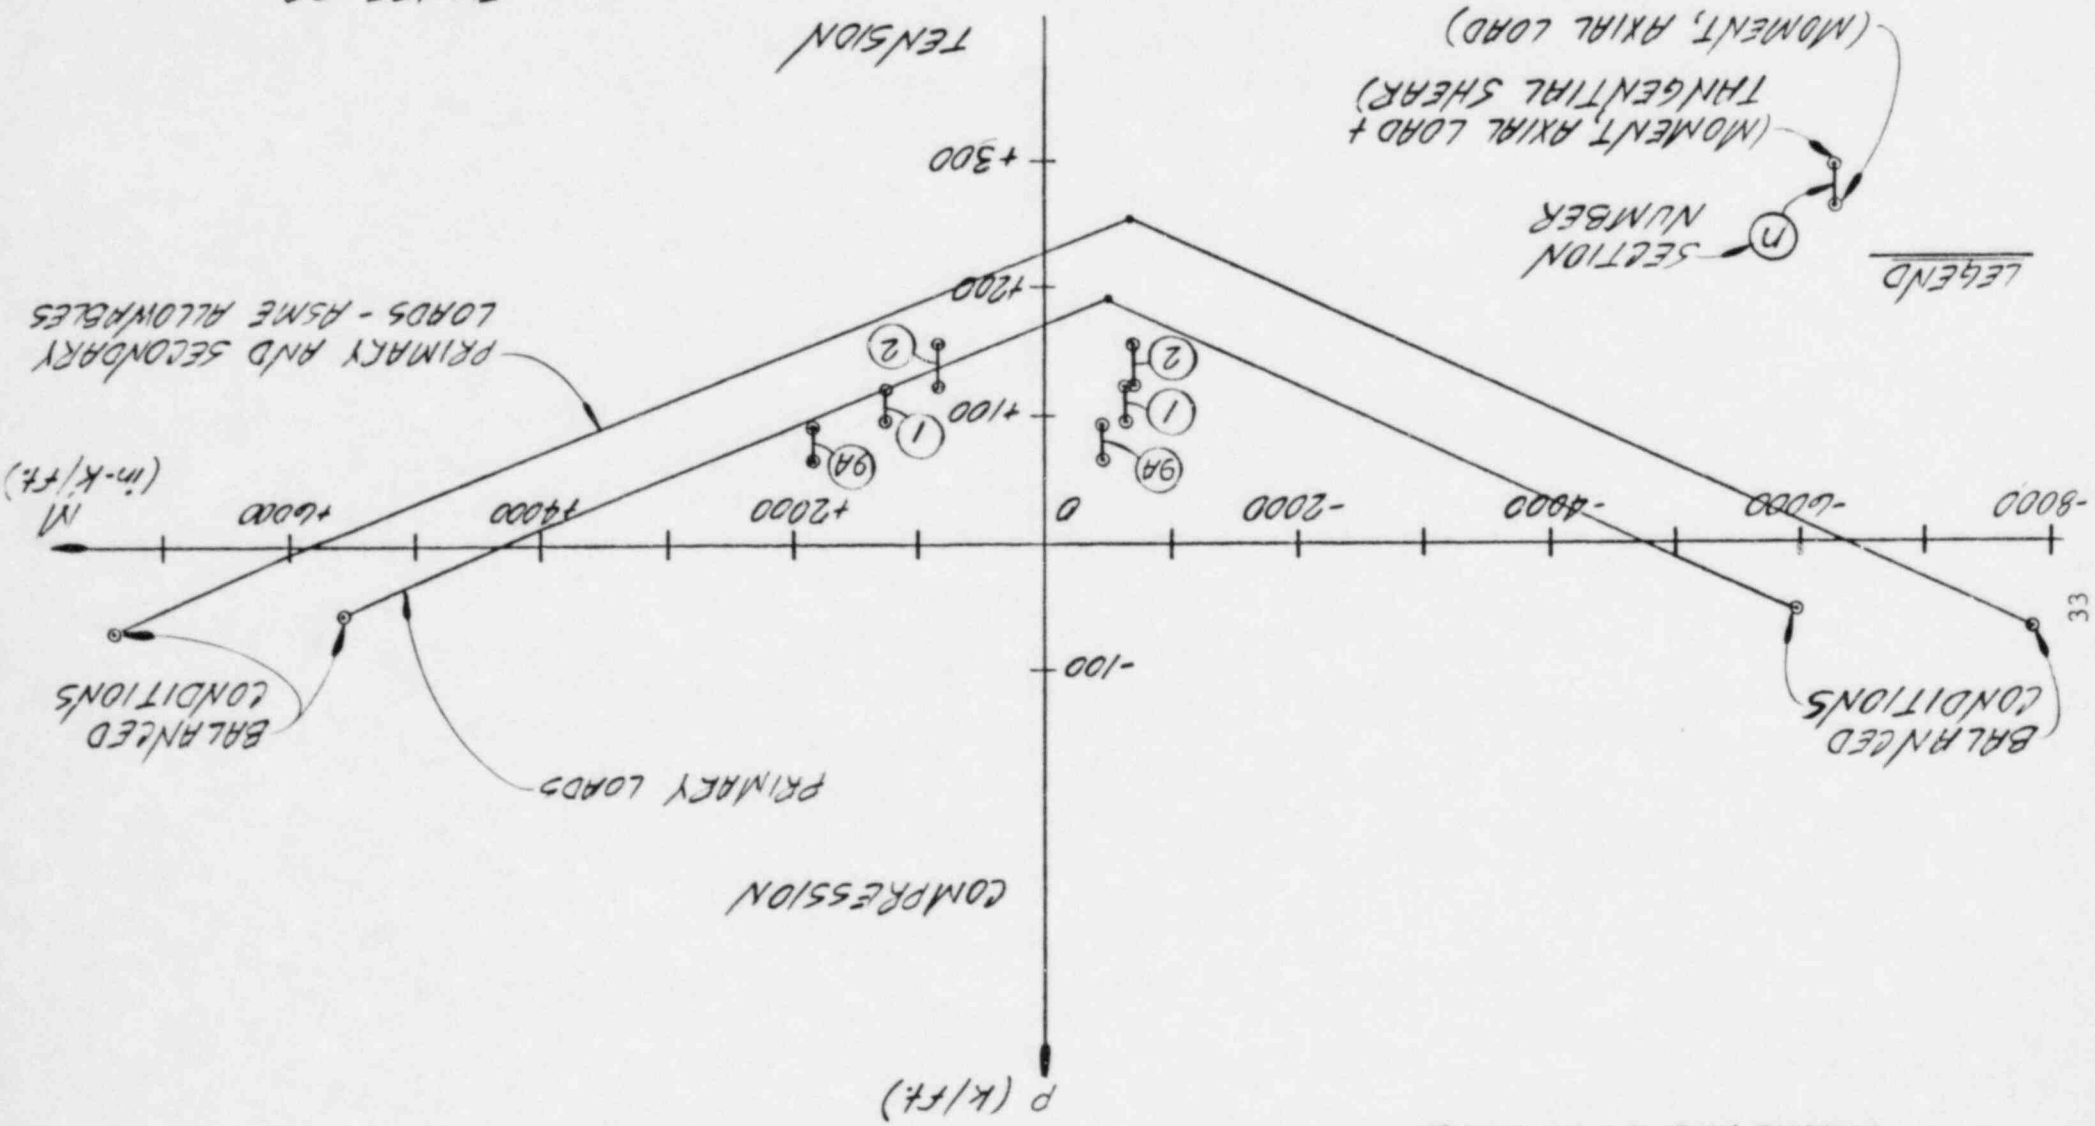 P (k/ft.)
COMPRESSION
PRIMARY LOADS
BALANCED
CONDITIONS
BALANCED
CONDITIONS
-100
33
-8000
-6000
-4000
-2000
0
+2000
+4000
+6000
M
(in-k/ft.)
9A
9A
1
1
+100
2
2
PRIMARY AND SECONDARY
LOADS - ASME ALLOWABLES
+200
LEGEND
n
SECTION
NUMBER
+300
(MOMENT, AXIAL LOAD +
TANGENTIAL SHEAR)
(MOMENT, AXIAL LOAD)
TENSION